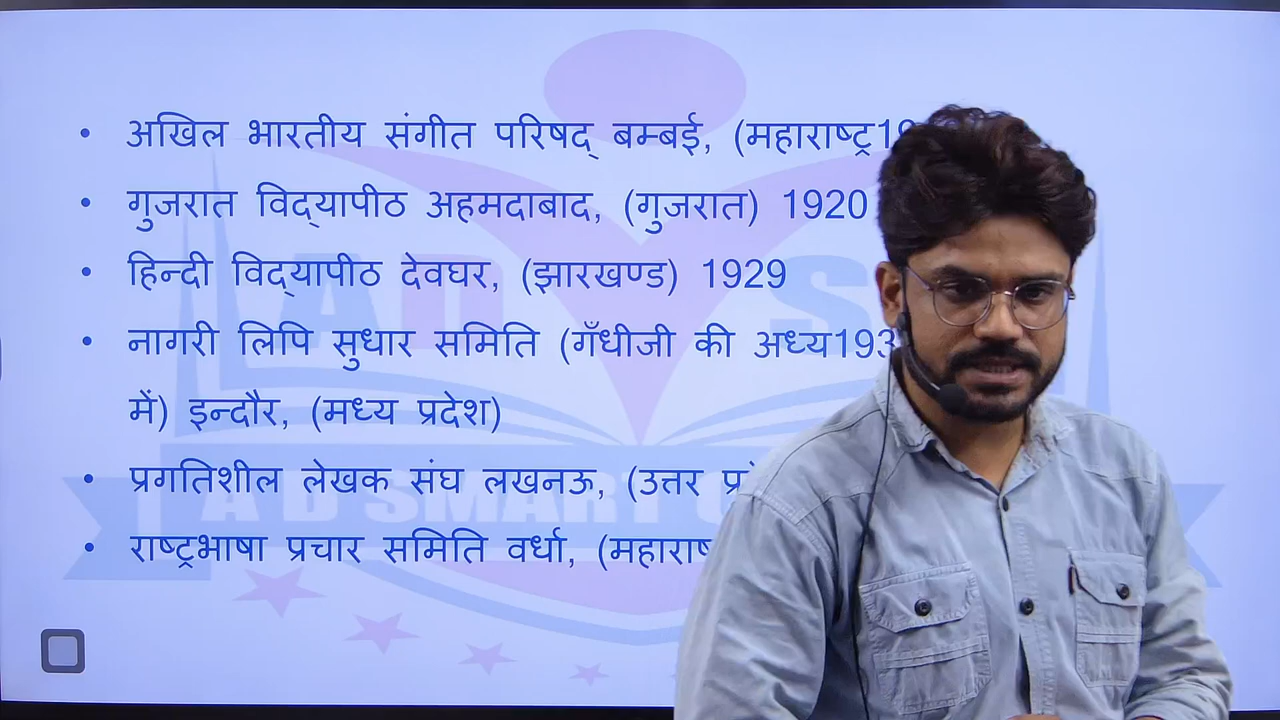 अखिल भारतीय संगीत परिषद् बम्बई, (महाराष्ट्र19
गुजरात विद्यापीठ अहमदाबाद, (गुजरात) 1920
हिन्दी विद्यापीठ देवघर, (झारखण्ड) 1929
नागरी लिपि सुधार समिति (गँधीजी की अध्य193
में) इन्दौर, (मध्य प्रदेश)
प्रगतिशील लेखक संघ लखनऊ, (उत्तर
राष्ट्रभाषा प्रचार समिति वर्धा,
A D S
A D SMART